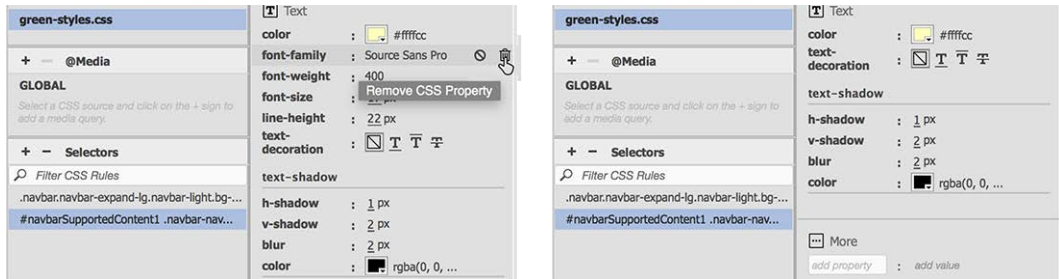 green-styles.css
+ − @Media
GLOBAL
Select a CSS source and click on the + sign to
add a media query.
+ − Selectors
Filter CSS Rules
.navbar.navbar-expand-lg.navbar-light.bg-...
#navbarSupportedContent1 .navbar-nav...
T Text
color : #ffffcc
font-family : Source Sans Pro
font-weight : 400
Remove CSS Property
font-size : px
line-height : 22 px
text-
decoration : T T T
text-shadow
h-shadow : 1 px
v-shadow : 2 px
blur : 2 px
color : rgba(0, 0, ...
green-styles.css
+ − @Media
GLOBAL
Select a CSS source and click on the + sign to
add a media query.
+ − Selectors
Filter CSS Rules
.navbar.navbar-expand-lg.navbar-light.bg-...
#navbarSupportedContent1 .navbar-nav...
T Text
color : #ffffcc
text-
decoration : T T T
text-shadow
h-shadow : 1 px
v-shadow : 2 px
blur : 2 px
color : rgba(0, 0, ...
More
add property : add value